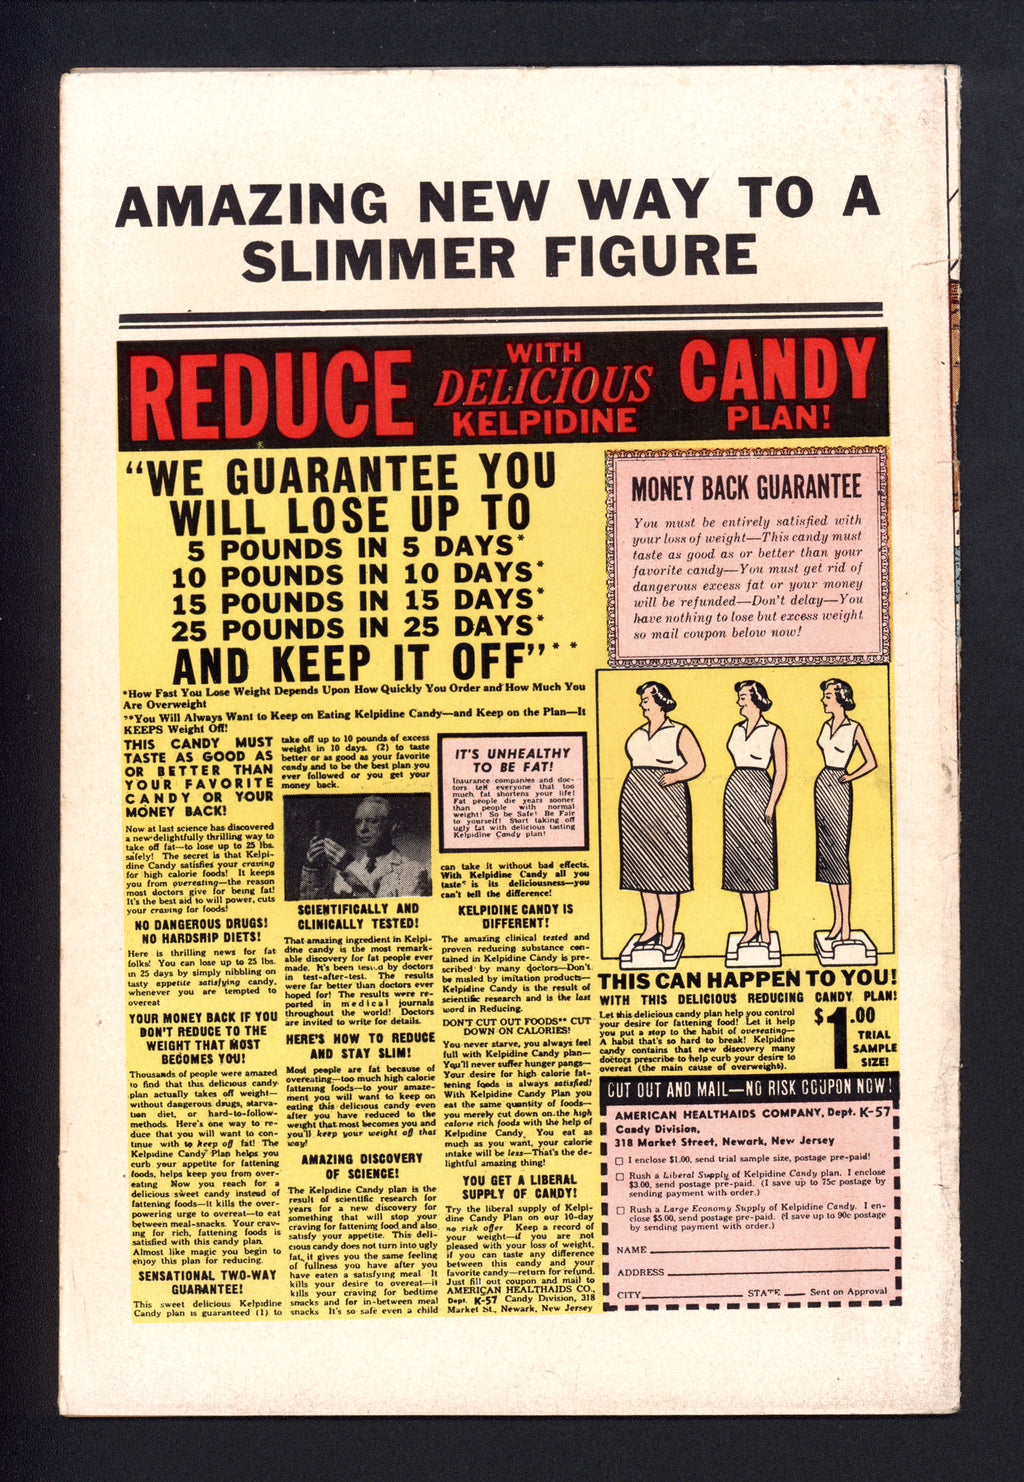 AMAZING NEW WAY TO A
SLIMMER FIGURE
REDUCE
WITH
DELICIOUS
KELPIDINE
CANDY
PLAN!
"WE GUARANTEE YOU
WILL LOSE UP TO
5 POUNDS IN 5 DAYS*
10 POUNDS IN 10 DAYS*
15 POUNDS IN 15 DAYS*
25 POUNDS IN 25 DAYS*
AND KEEP IT OFF"**
*How Fast You Lose Weight Depends Upon How Quickly You Order and How Much You
Are Overweight
**You Will Always Want to Keep on Eating Kelpidine Candy—and Keep on the Plan—It
KEEPS Weight Off!
THIS CANDY MUST
TASTE AS GOOD AS
OR BETTER THAN
YOUR FAVORITE
CANDY OR YOUR
MONEY BACK!
Now at last science has discovered
a new delightfully thrilling way to
take off fat—to lose up to 25 lbs.
safely! The secret is that Kelpi-
dine Candy satisfies your craving
for high calorie foods! It keeps
you from overeating—the reason
most doctors give for being fat!
It's the best aid to will power, cuts
your craving for foods!
NO DANGEROUS DRUGS!
NO HARDSHIP DIETS!
Here is thrilling news for fat
folks! You can lose up to 25 lbs.
in 25 days by simply nibbling on
tasty appetite satisfying candy,
whenever you are tempted to
overeat
YOUR MONEY BACK IF YOU
DON'T REDUCE TO THE
WEIGHT THAT MOST
BECOMES YOU!
Thousands of people were amazed
to find that this delicious candy
plan actually takes off weight—
without dangerous drugs, starva-
tion diet, or hard-to-follow-
methods. Here's one way to re-
duce that you will want to con-
tinue with to keep off fat! The
Kelpidine Candy Plan helps you
curb your appetite for fattening
foods, helps keep you from over-
eating Now you reach for a
delicious sweet candy instead of
fattening foods—it kills the over-
powering urge to overeat—to eat
between meal-snacks. Your crav-
ing for rich, fattening foods is
satisfied with this candy plan.
Almost like magic you begin to
enjoy this plan for reducing.
SENSATIONAL TWO-WAY
GUARANTEE!
This sweet delicious Kelpidine
Candy plan is guaranteed (1) to
take off up to 10 pounds of excess
weight in 10 days. (2) to taste
better or as good as your favorite
candy and to be the best plan you
ever followed or you get your
money back.
SCIENTIFICALLY AND
CLINICALLY TESTED!
That amazing ingredient in Kelpi-
dine candy is the most remark-
able discovery for fat people ever
made. It's been tested by doctors
in test-after-test. The results
were far better than doctors ever
hoped for! The results were re-
ported in medical journals
throughout the world! Doctors
are invited to write for details.
HERE'S HOW TO REDUCE
AND STAY SLIM!
Most people are fat because of
overeating—too much high calorie
fattening foods—to your amaze-
ment you will want to keep on
eating this delicious candy even
after you have reduced to the
weight that most becomes you and
you'll keep your weight off that
way!
AMAZING DISCOVERY
OF SCIENCE!
The Kelpidine Candy plan is the
result of scientific research for
years for a new discovery for
something that will stop your
craving for fattening food and also
satisfy your appetite. This deli-
cious candy does not turn into ugly
fat, it gives you the same feeling
of fullness you have after you
have eaten a satisfying meal It
kills your desire to overeat—it
kills your craving for bedtime
snacks and for in-between meal
snacks It's so safe even a child
IT'S UNHEALTHY
TO BE FAT!
Insurance companies and doc-
tors tell everyone that too
much fat shortens your life!
Fat people die years sooner
than people with normal
weight! So be Safe! Be Fair
to yourself! Start taking off
ugly fat with delicious tasting
Kelpidine Candy plan!
can take it without bad effects.
With Kelpidine Candy all you
taste is its deliciousness—you
can't tell the difference!
KELPIDINE CANDY IS
DIFFERENT!
The amazing clinical tested and
proven reducing substance con-
tained in Kelpidine Candy is pre-
scribed by many doctors—Don't
be misled by imitation products—
Kelpidine Candy is the result of
scientific research and is the last
word in Reducing.
DON'T CUT OUT FOODS** CUT
DOWN ON CALORIES!
You never starve, you always feel
full with Kelpidine Candy plan—
You'll never suffer hunger pangs—
Your desire for high calorie fat-
tening foods is always satisfied!
With Kelpidine Candy Plan you
eat the same quantity of foods—
you merely cut down on the high
calorie rich foods with the help of
Kelpidine Candy. You eat as
much as you want, your calorie
intake will be less—That's the de-
lightful amazing thing!
YOU GET A LIBERAL
SUPPLY OF CANDY!
Try the liberal supply of Kelpi-
dine Candy Plan on our 10-day
no risk offer Keep a record of
your weight—if you are not
pleased with your loss of weight,
if you can taste any difference
between this candy and your
favorite candy—return for refund.
Just fill out coupon and mail to
AMERICAN HEALTHAIDS CO.,
Dept. K-57 Candy Division, 318
Market St., Newark, New Jersey
MONEY BACK GUARANTEE
You must be entirely satisfied with
your loss of weight—This candy must
taste as good as or better than your
favorite candy—You must get rid of
dangerous excess fat or your money
will be refunded—Don't delay—You
have nothing to lose but excess weight
so mail coupon below now!
THIS CAN HAPPEN TO YOU!
WITH THIS DELICIOUS REDUCING CANDY PLAN!
Let this delicious candy plan help you control
your desire for fattening food! Let it help
you put a stop to the habit of overeating—
A habit that's so hard to break! Kelpidine
candy contains that new discovery many
doctors prescribe to help curb your desire to
overeat (the main cause of overweight).
$1.00
TRIAL
SAMPLE
SIZE!
CUT OUT AND MAIL—NO RISK COUPON NOW!
AMERICAN HEALTHAIDS COMPANY, Dept. K-57
Candy Division,
318 Market Street, Newark, New Jersey
I enclose $1.00, send trial sample size, postage pre-paid!
Rush a Liberal Supply of Kelpidine Candy plan. I enclose
$3.00, send postage pre-paid. (I save up to 75c postage by
sending payment with order.)
Rush a Large Economy Supply of Kelpidine Candy. I en-
close $5.00, send postage pre-paid. (I save up to 90c postage
by sending payment with order.)
NAME
ADDRESS
CITY STATE Sent on Approval